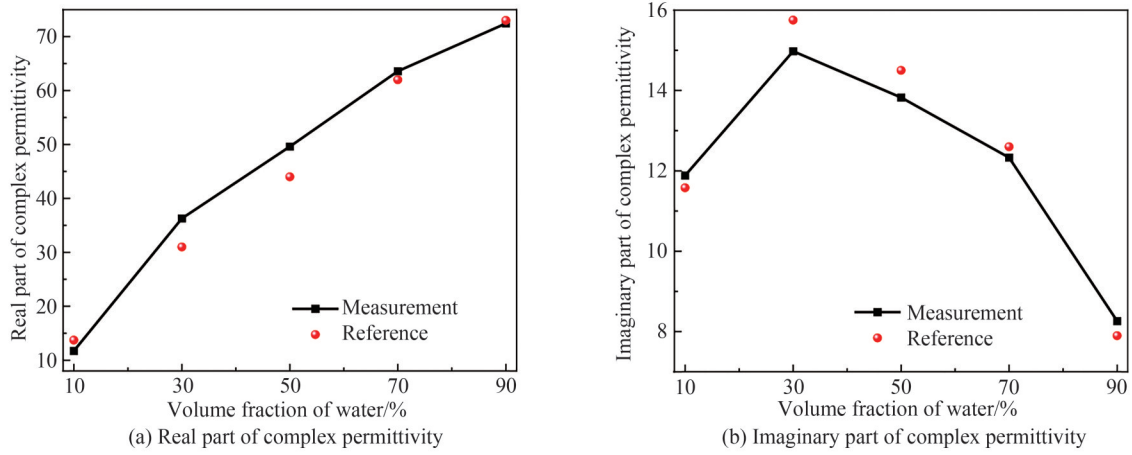 Real part of complex permittivity
70
60
50
40
30
20
10
Measurement
Reference
10 30 50 70 90
Volume fraction of water/%
(a) Real part of complex permittivity
Imaginary part of complex permittivity
16
14
12
10
8
Measurement
Reference
10 30 50 70 90
Volume fraction of water/%
(b) Imaginary part of complex permittivity